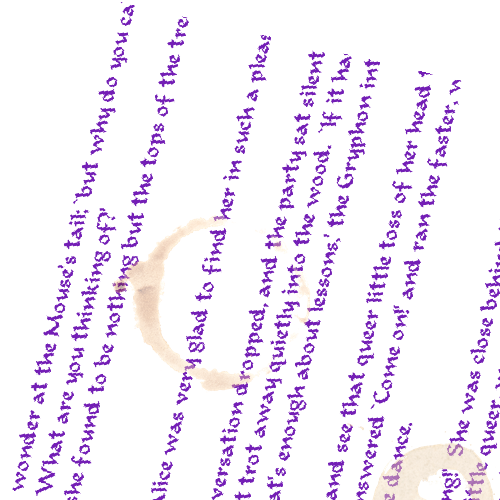 wonder at the Mouse's tail; `but why do you ca
What are you thinking of?'
she found to be nothing but the tops of the tre
Alice was very glad to find her in such a pleas
versation dropped, and the party sat silent
t trot away quietly into the wood. `If it ha
at's enough about lessons,' the Gryphon int
and see that queer little toss of her head
nswered `Come on!' and ran the faster, w
e dance.
ng!' She was close behin
ittle queer,